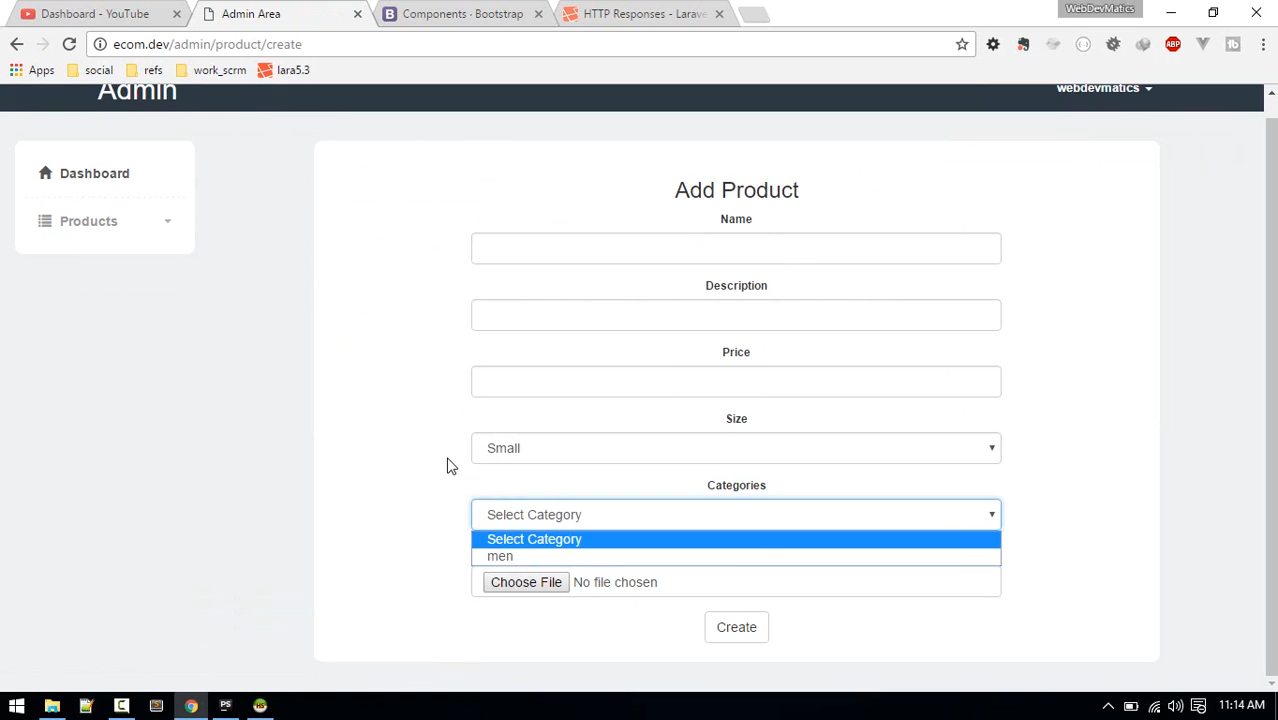 WebDevMatics
Dashboard - YouTube
Admin Area
Components · Bootstrap
HTTP Responses - Larave
ecom.dev/admin/product/create
ABP
Apps
social
refs
work_scrm
lara5.3
Admin
webdevmatics
Dashboard
Products
Add Product
Name
Description
Price
Size
Small
Categories
Select Category
Select Category
men
Choose File No file chosen
Create
PS
11:14 AM